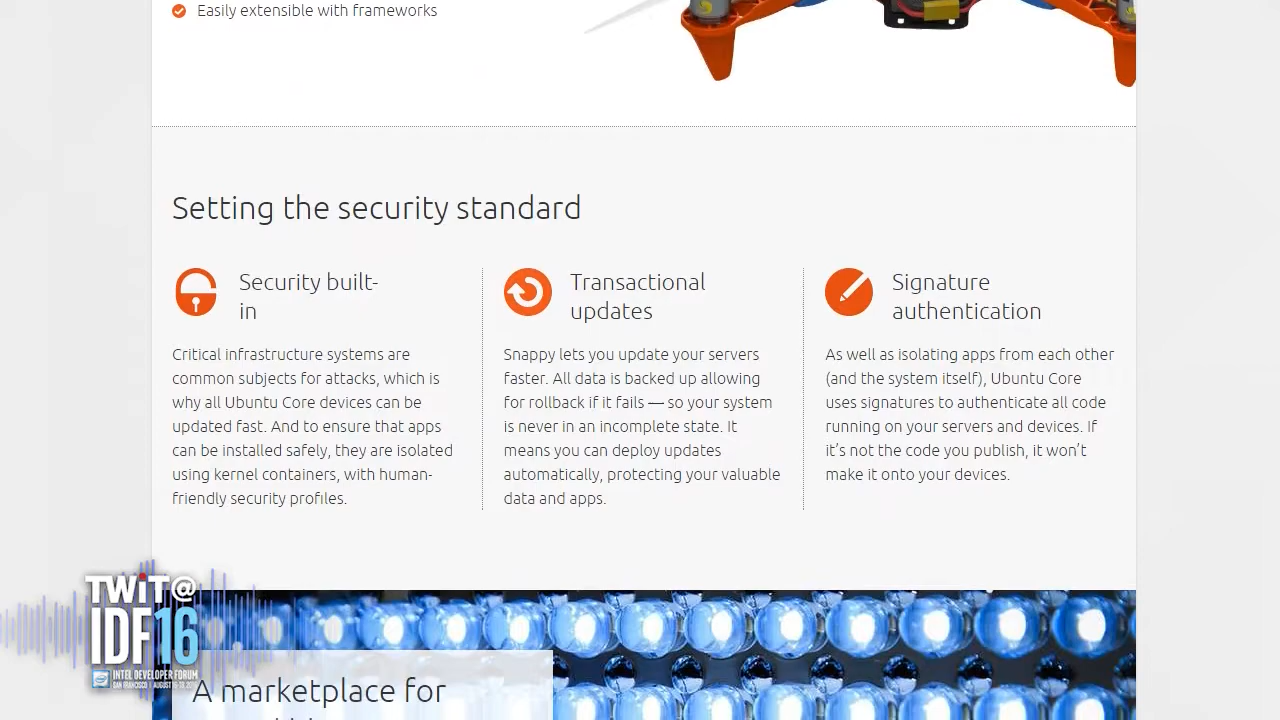 Easily extensible with frameworks
Setting the security standard
Security built-
in
Critical infrastructure systems are
common subjects for attacks, which is
why all Ubuntu Core devices can be
updated fast. And to ensure that apps
can be installed safely, they are isolated
using kernel containers, with human-
friendly security profiles.
Transactional
updates
Snappy lets you update your servers
faster. All data is backed up allowing
for rollback if it fails — so your system
is never in an incomplete state. It
means you can deploy updates
automatically, protecting your valuable
data and apps.
Signature
authentication
As well as isolating apps from each other
(and the system itself), Ubuntu Core
uses signatures to authenticate all code
running on your servers and devices. If
it’s not the code you publish, it won’t
make it onto your devices.
TWiT@
IDF16
INTEL DEVELOPER FORUM
A marketplace for